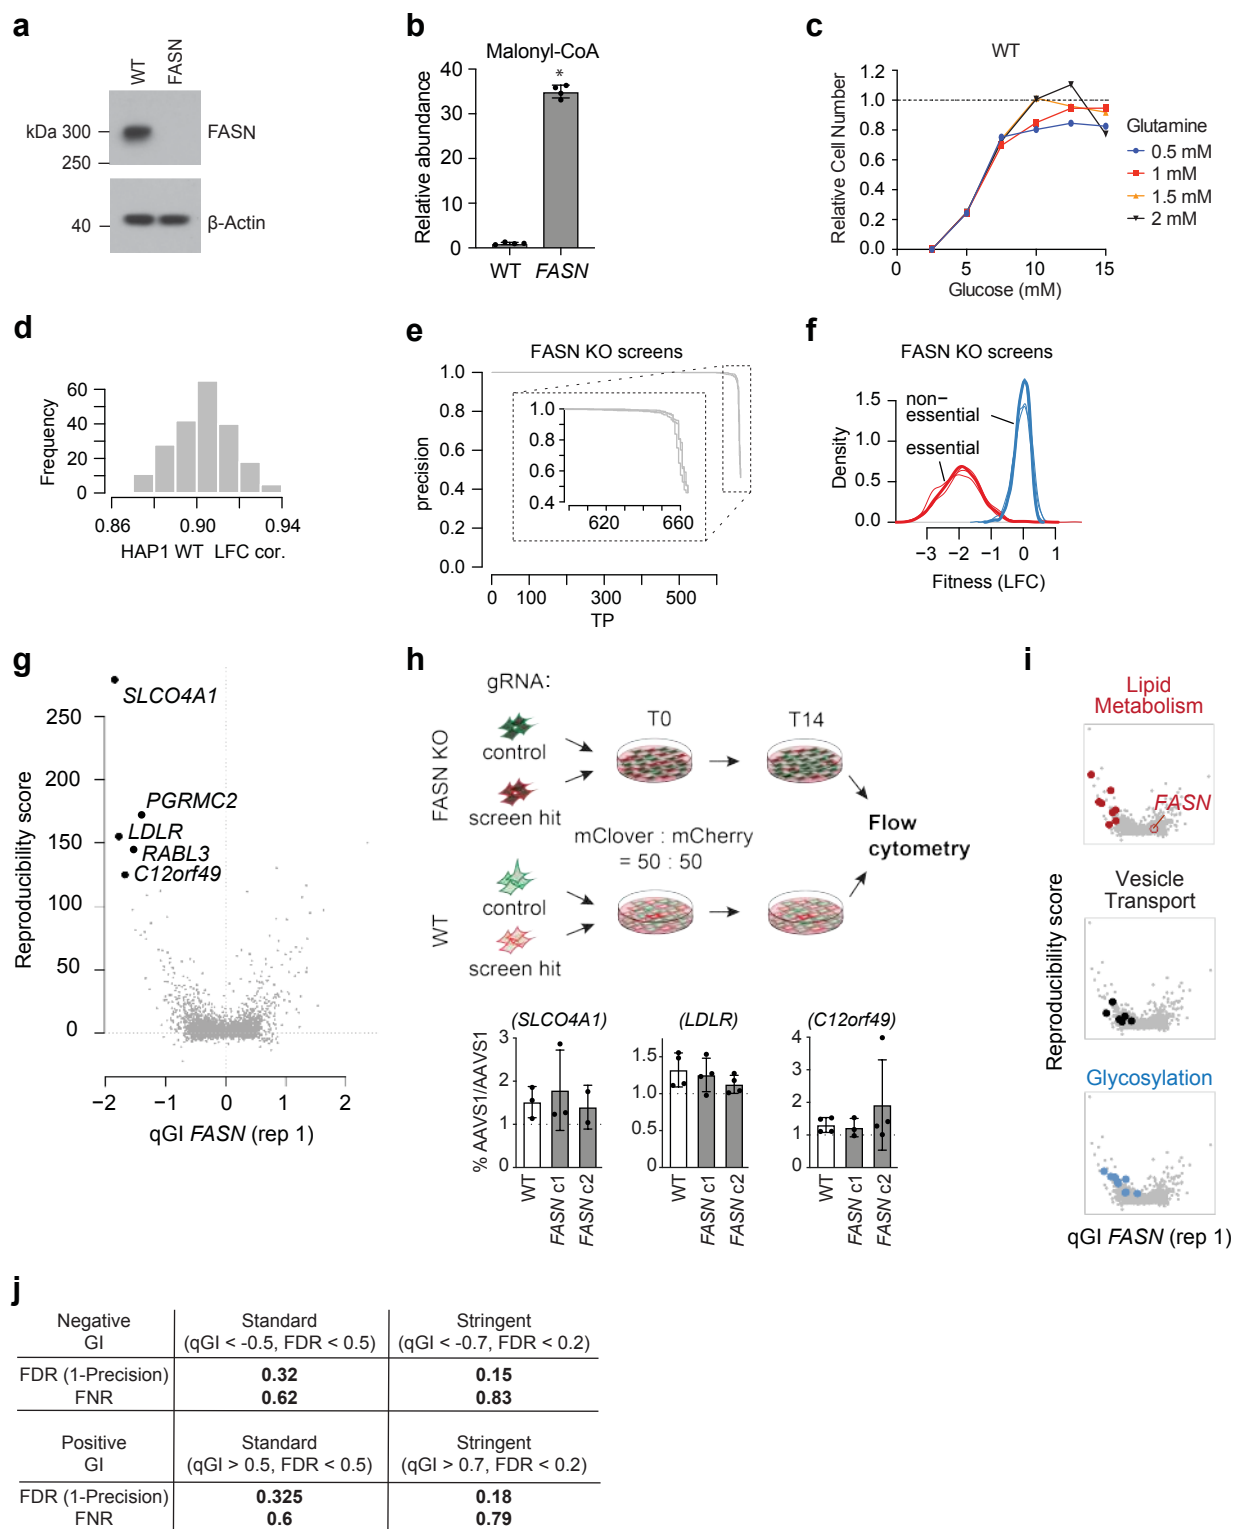 a
WT
FASN
kDa 300
250
FASN
40
β-Actin
b
Malonyl-CoA
Relative abundance
40
30
20
10
0
*
WT FASN
c
WT
Relative Cell Number
1.2
1.0
0.8
0.6
0.4
0.2
0.0
0 5 10 15
Glucose (mM)
Glutamine
0.5 mM
1 mM
1.5 mM
2 mM
d
Frequency
60
40
20
0
0.86 0.90 0.94
HAP1 WT LFC cor.
e
FASN KO screens
precision
1.0
0.8
0.6
0.4
0.2
0.0
1.0
0.8
0.6
0.4
620 660
0 100 300 500
TP
f
FASN KO screens
Density
1.5
1.0
0.5
0.0
non−
essential
essential
−3 −2 −1 0 1
Fitness (LFC)
g
Reproducibility score
250
200
150
100
50
0
SLCO4A1
PGRMC2
LDLR
RABL3
C12orf49
−2 −1 0 1 2
qGI FASN (rep 1)
h
gRNA:
FASN KO
control
screen hit
T0
T14
mClover : mCherry
= 50 : 50
Flow
cytometry
WT
control
screen hit
% AAVS1/AAVS1
(SLCO4A1)
3
2
1
0
WT
FASN c1
FASN c2
(LDLR)
1.5
1.0
0.5
0
WT
FASN c1
FASN c2
(C12orf49)
4
3
2
1
0
WT
FASN c1
FASN c2
i
Lipid
Metabolism
FASN
Vesicle
Transport
Glycosylation
Reproducibility score
qGI FASN (rep 1)
j
Negative
GI
Standard
(qGI < -0.5, FDR < 0.5)
Stringent
(qGI < -0.7, FDR < 0.2)
FDR (1-Precision) 0.32 0.15
FNR 0.62 0.83
Positive
GI
Standard
(qGI > 0.5, FDR < 0.5)
Stringent
(qGI > 0.7, FDR < 0.2)
FDR (1-Precision) 0.325 0.18
FNR 0.6 0.79